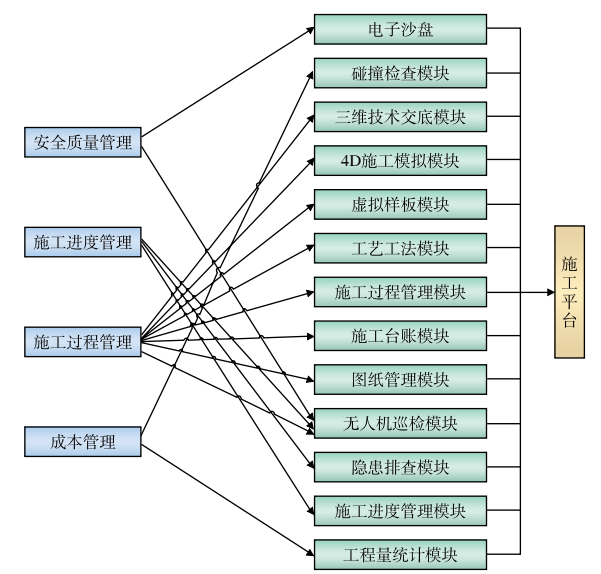 安全质量管理
施工进度管理
施工过程管理
成本管理
电子沙盘
碰撞检查模块
三维技术交底模块
4D施工模拟模块
虚拟样板模块
工艺工法模块
施工过程管理模块
施工台账模块
图纸管理模块
无人机巡检模块
隐患排查模块
施工进度管理模块
工程量统计模块
施工平台